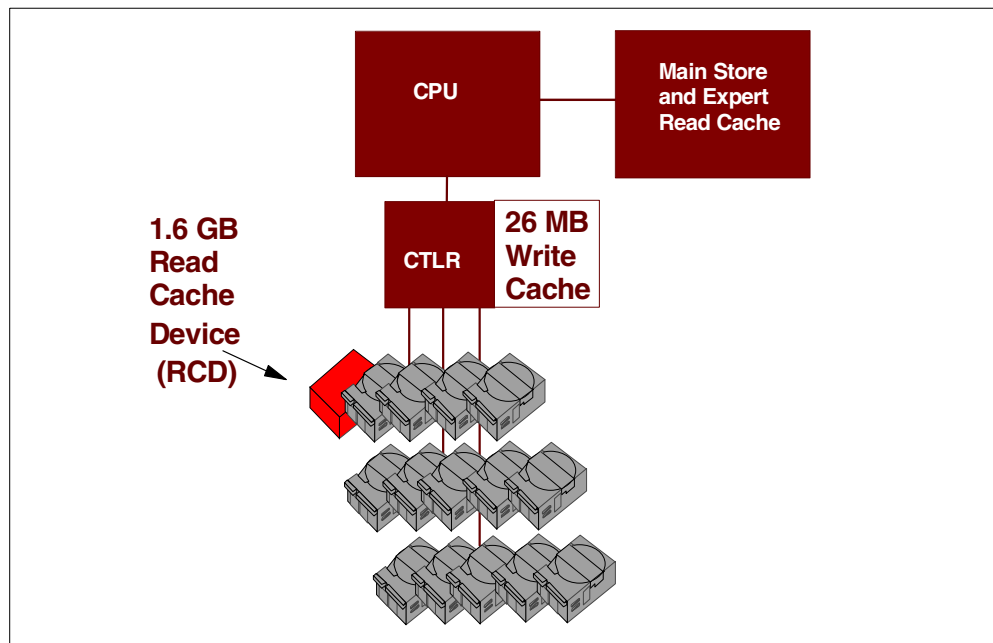 CPU
Main Store
and Expert
Read Cache
CTLR
26 MB
Write
Cache
1.6 GB
Read
Cache
Device
(RCD)